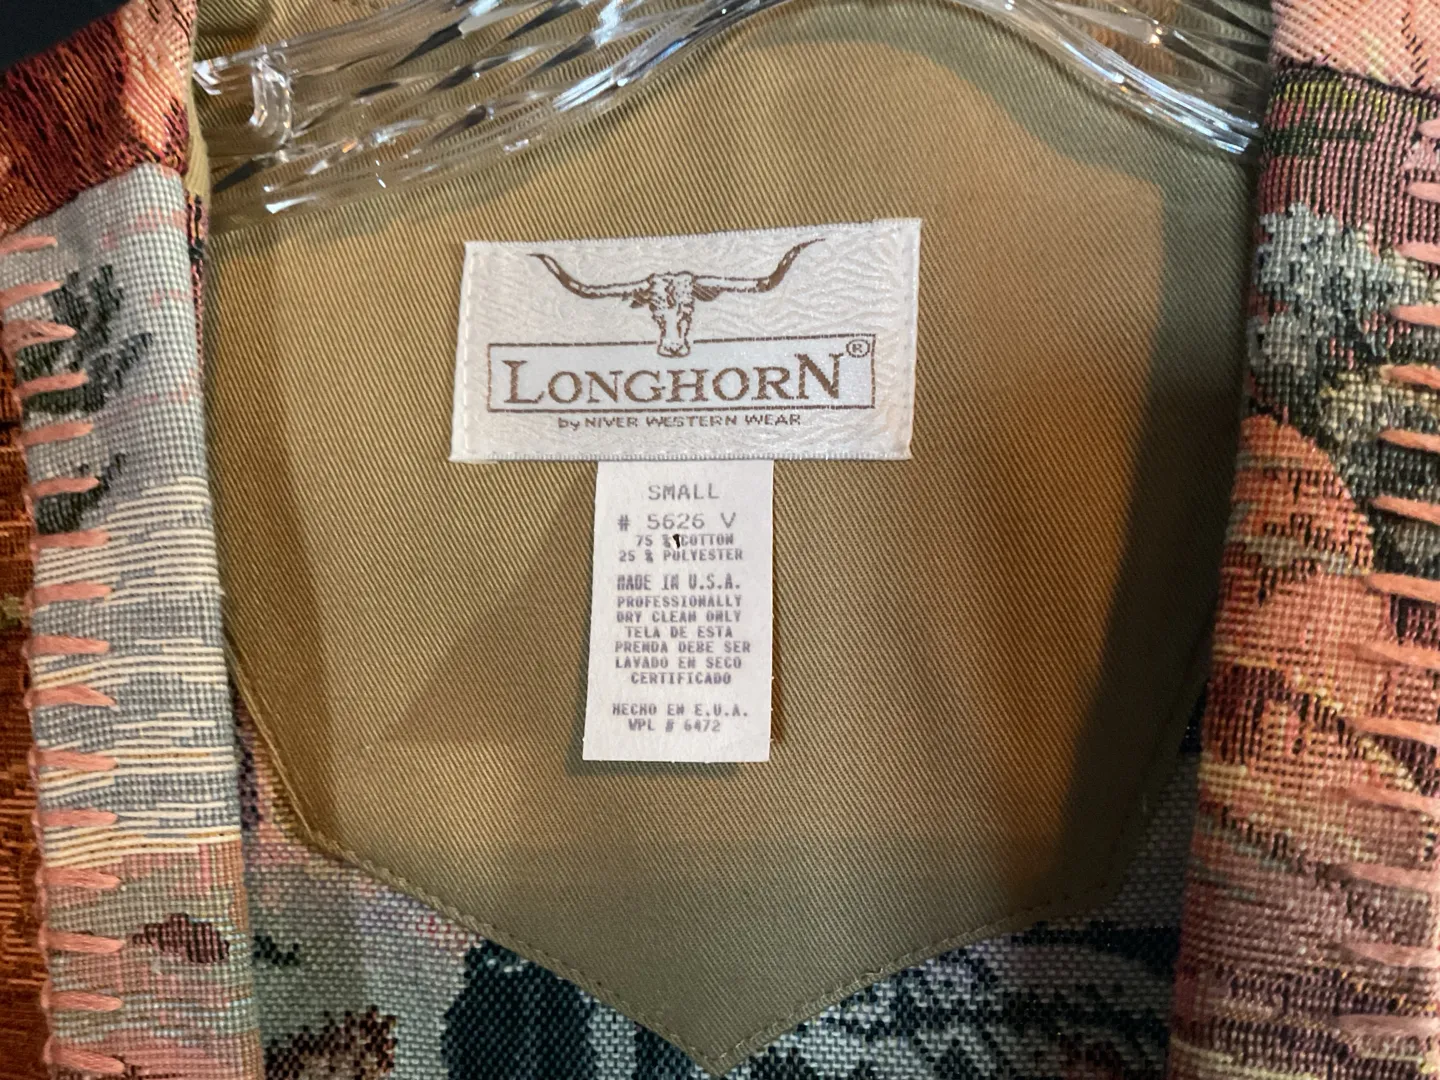 LONGHORN®
by NIVER WESTERN WEAR
SMALL
# 5626 V
75 % COTTON
25 % POLYESTER
MADE IN U.S.A.
PROFESSIONALLY
DRY CLEAN ONLY
TELA DE ESTA
PRENDA DEBE SER
LAVADO EN SECO
CERTIFICADO
HECHO EN E.U.A.
WPL # 6472